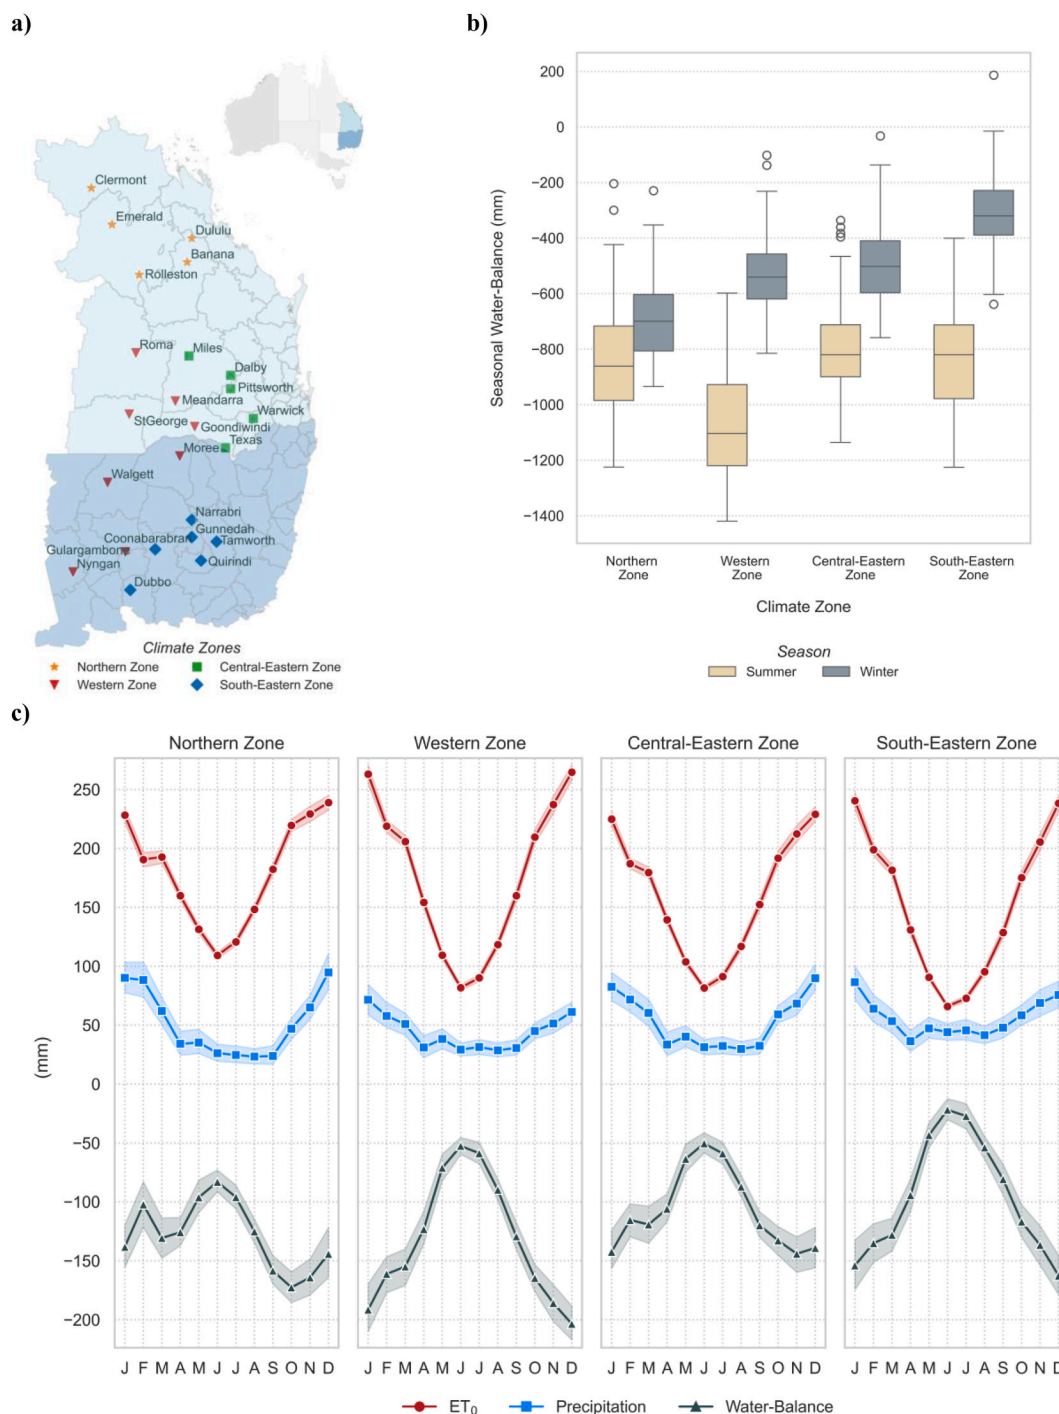 a)
Clermont
Emerald
Dululu
Banana
Rolleston
Roma
Miles
Dalby
Pittsworth
Meandarra
Warwick
StGeorge
Goondiwindi
Texas
Moree
Walgett
Narrabri
Gunnedah
Coonabarabran
Tamworth
Gulargambone
Quirindi
Nyngan
Dubbo
Climate Zones
Northern Zone
Central-Eastern Zone
Western Zone
South-Eastern Zone
b)
Seasonal Water-Balance (mm)
200
0
−200
−400
−600
−800
−1000
−1200
−1400
Northern Zone
Western Zone
Central-Eastern Zone
South-Eastern Zone
Climate Zone
Season
Summer
Winter
c)
Northern Zone
Western Zone
Central-Eastern Zone
South-Eastern Zone
(mm)
250
200
150
100
50
0
−50
−100
−150
−200
J F M A M J J A S O N D
J F M A M J J A S O N D
J F M A M J J A S O N D
J F M A M J J A S O N D
ET₀
Precipitation
Water-Balance